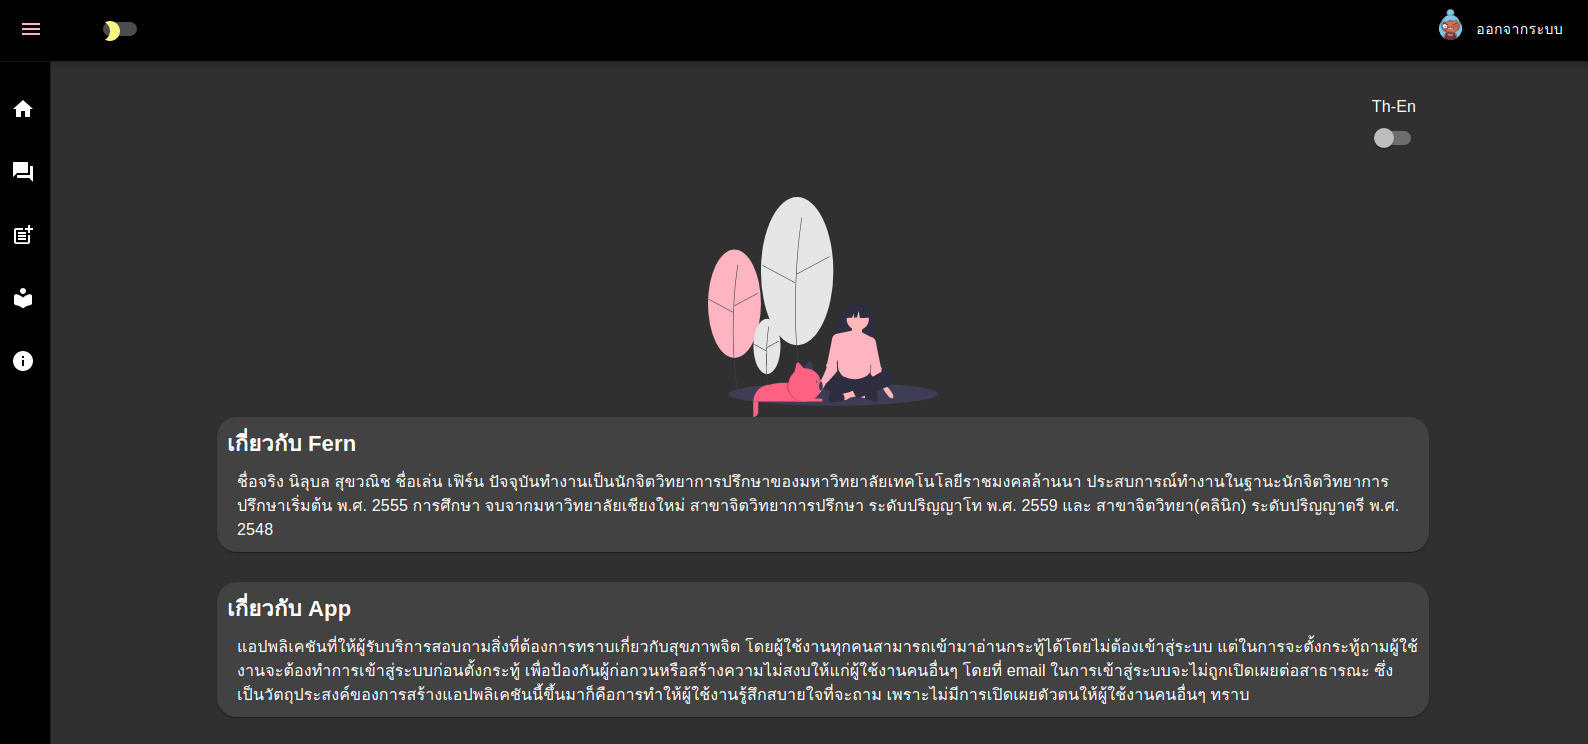 ออกจากระบบ
Th-En
เกี่ยวกับ Fern
ชื่อจริง นิลุบล สุขวณิช ชื่อเล่น เฟิร์น ปัจจุบันทำงานเป็นนักจิตวิทยาการปรึกษาของมหาวิทยาลัยเทคโนโลยีราชมงคลล้านนา ประสบการณ์ทำงานในฐานะนักจิตวิทยาการ
ปรึกษาเริ่มต้น พ.ศ. 2555 การศึกษา จบจากมหาวิทยาลัยเชียงใหม่ สาขาจิตวิทยาการปรึกษา ระดับปริญญาโท พ.ศ. 2559 และ สาขาจิตวิทยา(คลินิก) ระดับปริญญาตรี พ.ศ.
2548
เกี่ยวกับ App
แอปพลิเคชันที่ให้ผู้รับบริการสอบถามสิ่งที่ต้องการทราบเกี่ยวกับสุขภาพจิต โดยผู้ใช้งานทุกคนสามารถเข้ามาอ่านกระทู้ได้โดยไม่ต้องเข้าสู่ระบบ แต่ในการจะตั้งกระทู้ถามผู้ใช้
งานจะต้องทำการเข้าสู่ระบบก่อนตั้งกระทู้ เพื่อป้องกันผู้ก่อกวนหรือสร้างความไม่สงบให้แก่ผู้ใช้งานคนอื่นๆ โดยที่ email ในการเข้าสู่ระบบจะไม่ถูกเปิดเผยต่อสาธารณะ ซึ่ง
เป็นวัตถุประสงค์ของการสร้างแอปพลิเคชันนี้ขึ้นมาก็คือการทำให้ผู้ใช้งานรู้สึกสบายใจที่จะถาม เพราะไม่มีการเปิดเผยตัวตนให้ผู้ใช้งานคนอื่นๆ ทราบ